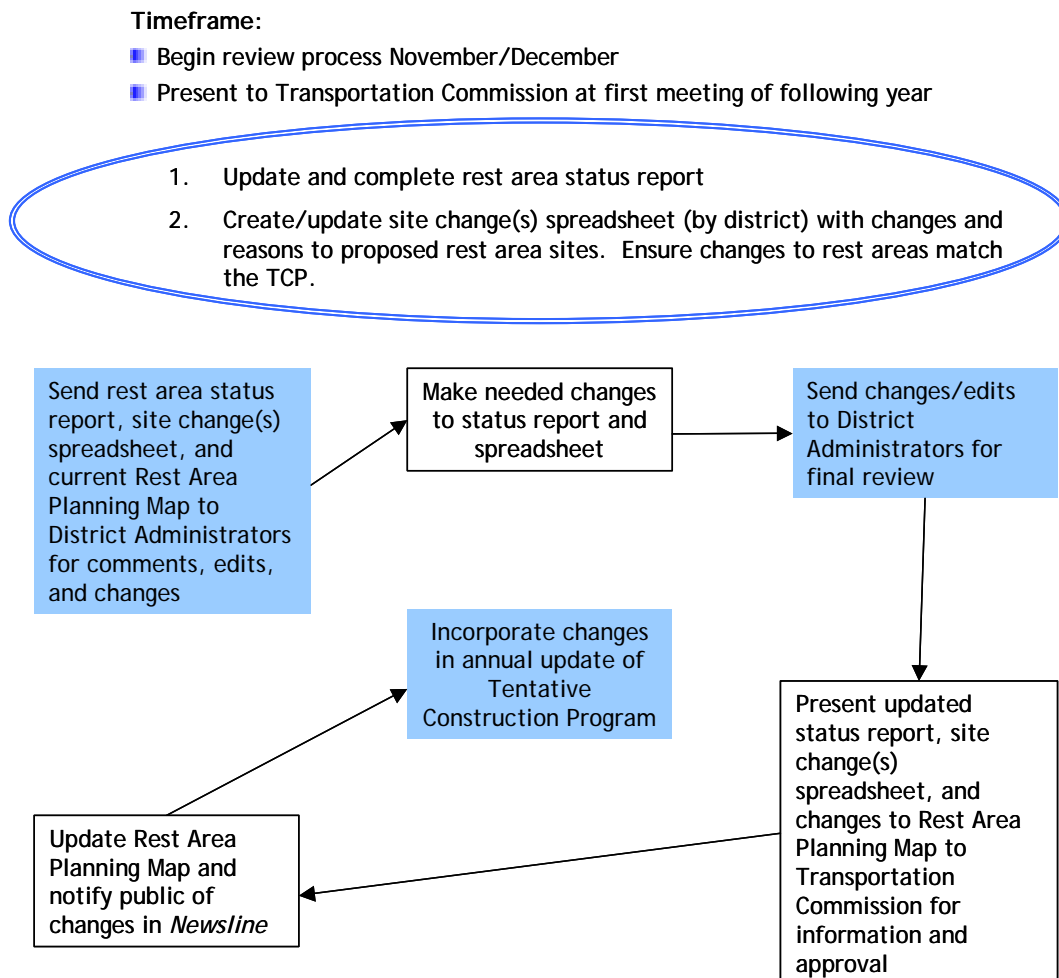 Timeframe:
Begin review process November/December
Present to Transportation Commission at first meeting of following year
1. Update and complete rest area status report
2. Create/update site change(s) spreadsheet (by district) with changes and
reasons to proposed rest area sites. Ensure changes to rest areas match
the TCP.
Send rest area status
report, site change(s)
spreadsheet, and
current Rest Area
Planning Map to
District Administrators
for comments, edits,
and changes
Make needed changes
to status report and
spreadsheet
Send changes/edits
to District
Administrators for
final review
Present updated
status report, site
change(s)
spreadsheet, and
changes to Rest Area
Planning Map to
Transportation
Commission for
information and
approval
Update Rest Area
Planning Map and
notify public of
changes in Newsline
Incorporate changes
in annual update of
Tentative
Construction Program